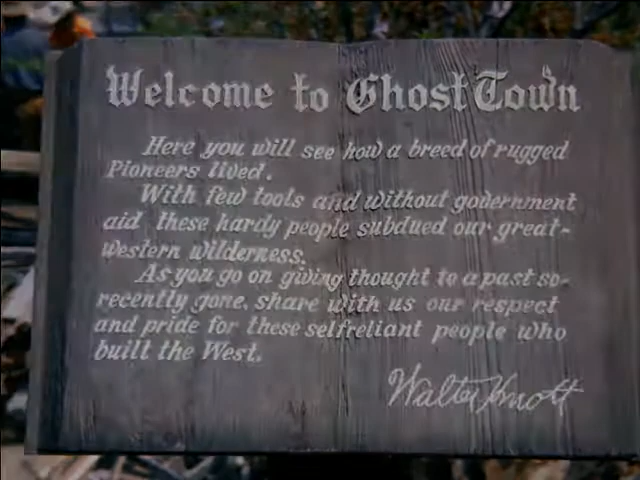 Welcome to Ghost Town
Here you will see how a breed of rugged
Pioneers lived.
With few tools and without government
aid these hardy people subdued our great-
Western Wilderness.
As you go on giving thought to a past so-
recently gone, share with us our respect
and pride for these selfreliant people who
built the West.
Walter Knott